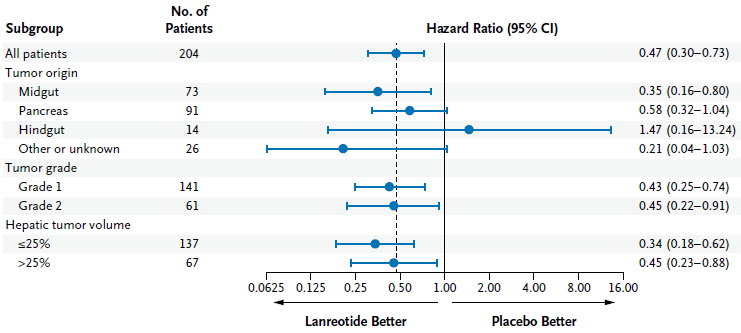 Subgroup No. of Patients Hazard Ratio (95% CI)
All patients 204 0.47 (0.30–0.73)
Tumor origin
Midgut 73 0.35 (0.16–0.80)
Pancreas 91 0.58 (0.32–1.04)
Hindgut 14 1.47 (0.16–13.24)
Other or unknown 26 0.21 (0.04–1.03)
Tumor grade
Grade 1 141 0.43 (0.25–0.74)
Grade 2 61 0.45 (0.22–0.91)
Hepatic tumor volume
≤25% 137 0.34 (0.18–0.62)
>25% 67 0.45 (0.23–0.88)
0.0625 0.125 0.25 0.50 1.00 2.00 4.00 8.00 16.00
Lanreotide Better Placebo Better